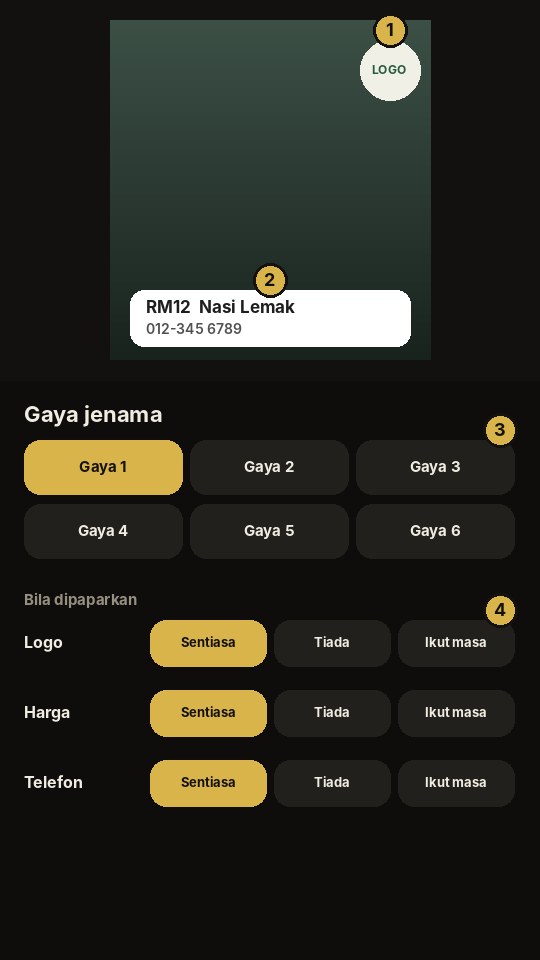 1
LOGO
2
RM12 Nasi Lemak
012-345 6789
Gaya jenama
3
Gaya 1 Gaya 2 Gaya 3
Gaya 4 Gaya 5 Gaya 6
Bila dipaparkan
4
Logo Sentiasa Tiada Ikut masa
Harga Sentiasa Tiada Ikut masa
Telefon Sentiasa Tiada Ikut masa